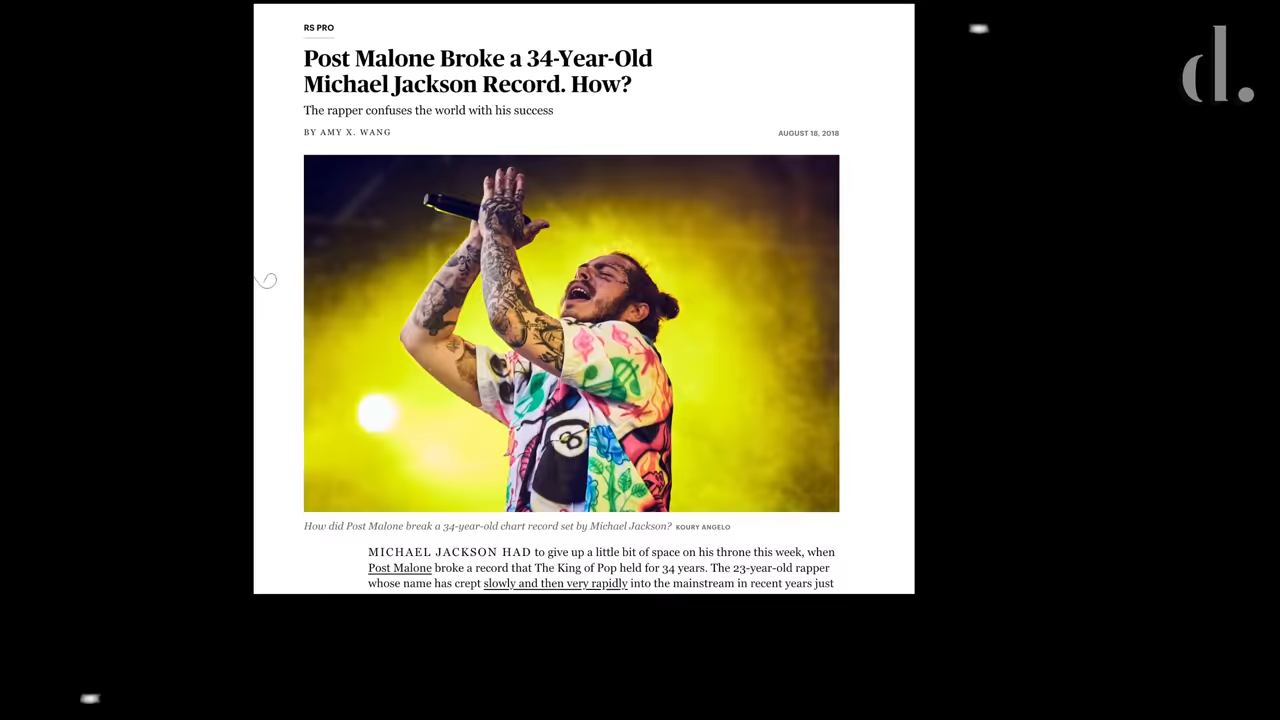 RS PRO
Post Malone Broke a 34-Year-Old
Michael Jackson Record. How?
The rapper confuses the world with his success
BY AMY X. WANG
AUGUST 18, 2018
8
How did Post Malone break a 34-year-old chart record set by Michael Jackson? KOURY ANGELO
MICHAEL JACKSON HAD to give up a little bit of space on his throne this week, when
Post Malone broke a record that The King of Pop held for 34 years. The 23-year-old rapper
whose name has crept slowly and then very rapidly into the mainstream in recent years just
d.